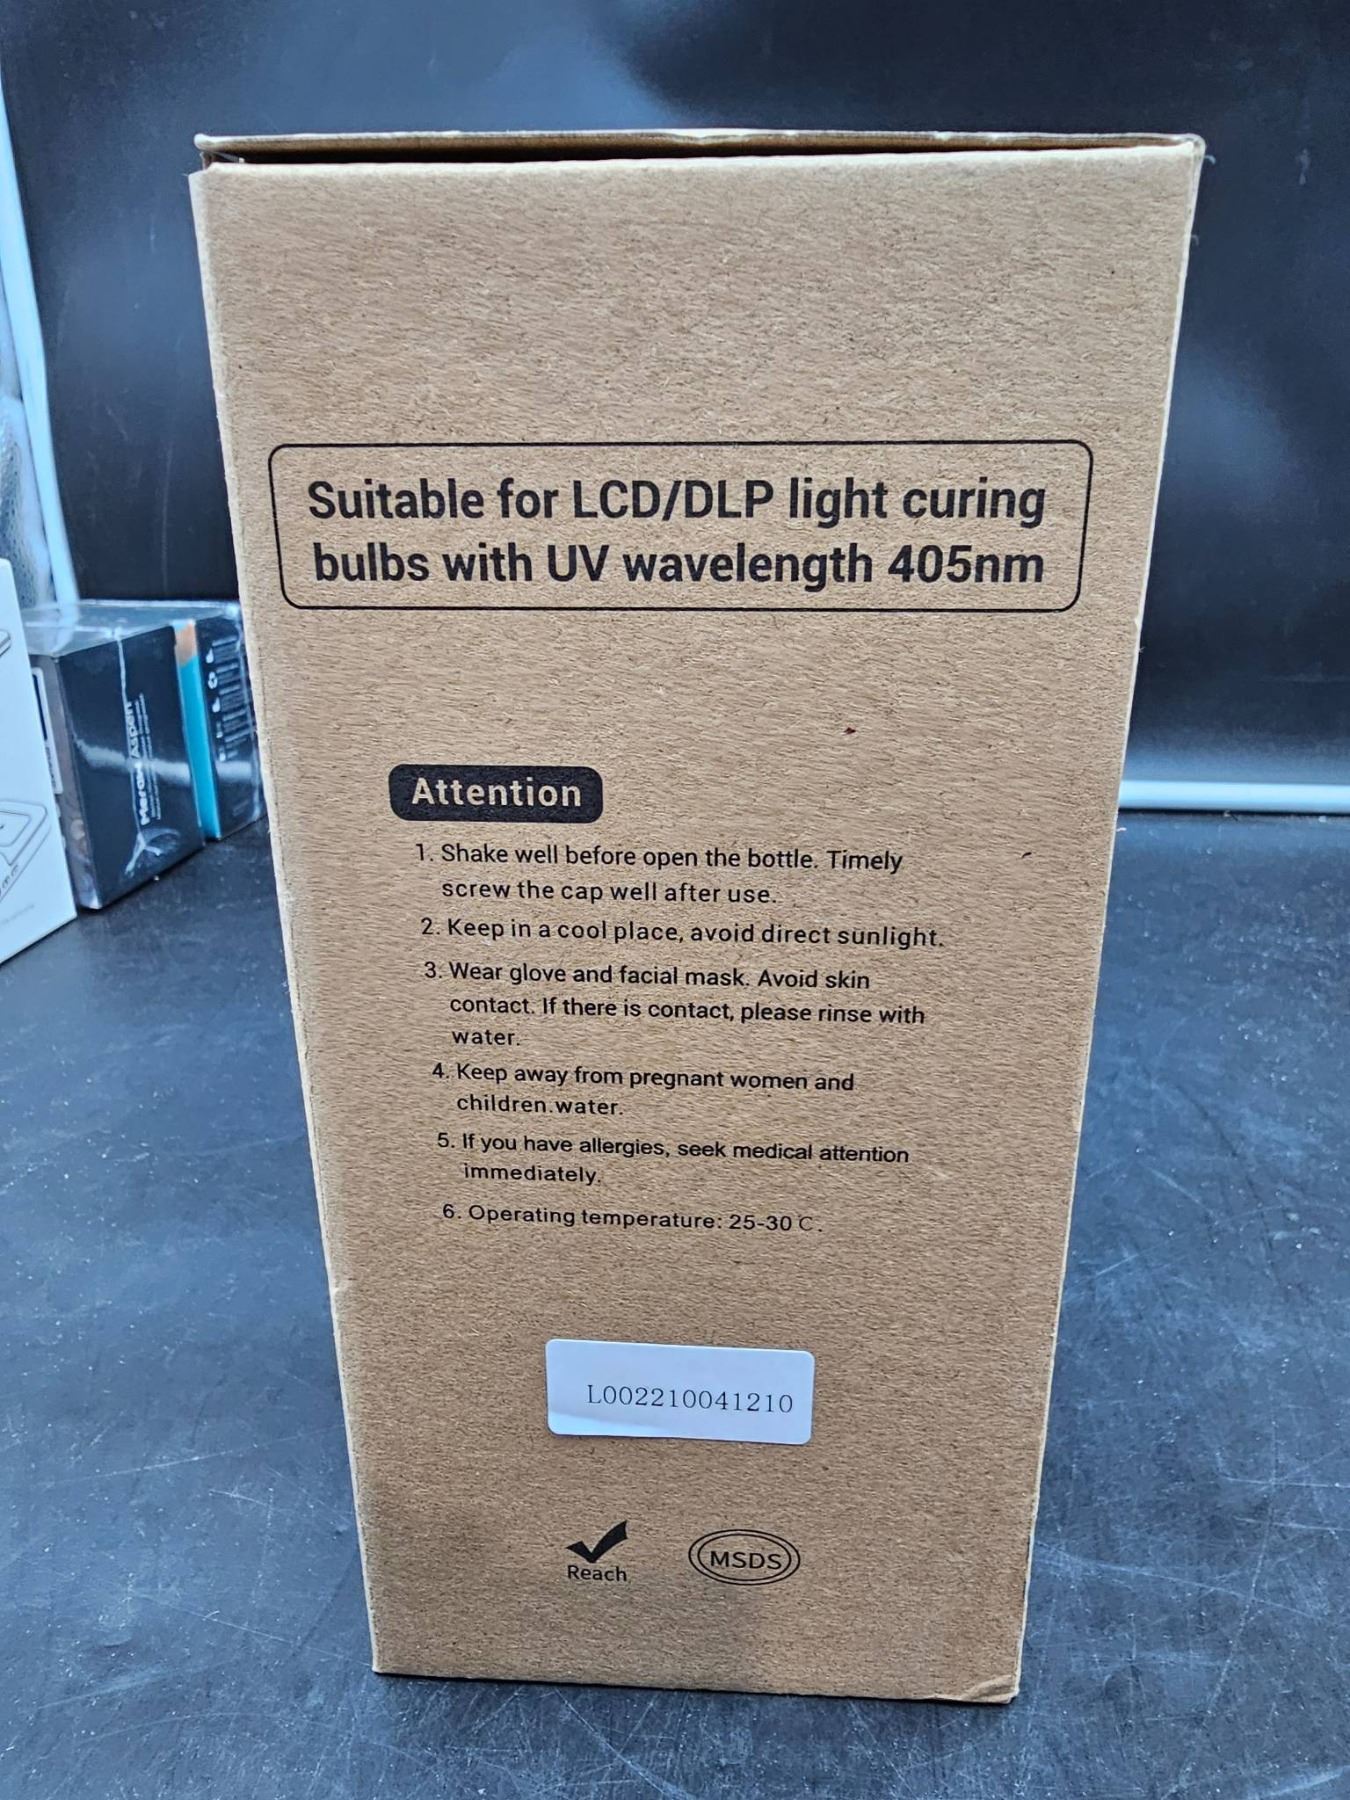 Suitable for LCD/DLP light curing
bulbs with UV wavelength 405nm
Attention
1. Shake well before open the bottle. Timely
screw the cap well after use.
2. Keep in a cool place, avoid direct sunlight.
3. Wear glove and facial mask. Avoid skin
contact. If there is contact, please rinse with
water.
4. Keep away from pregnant women and
children.water.
5. If you have allergies, seek medical attention
immediately.
6. Operating temperature: 25-30℃.
L002210041210
Reach
MSDS
Aspen